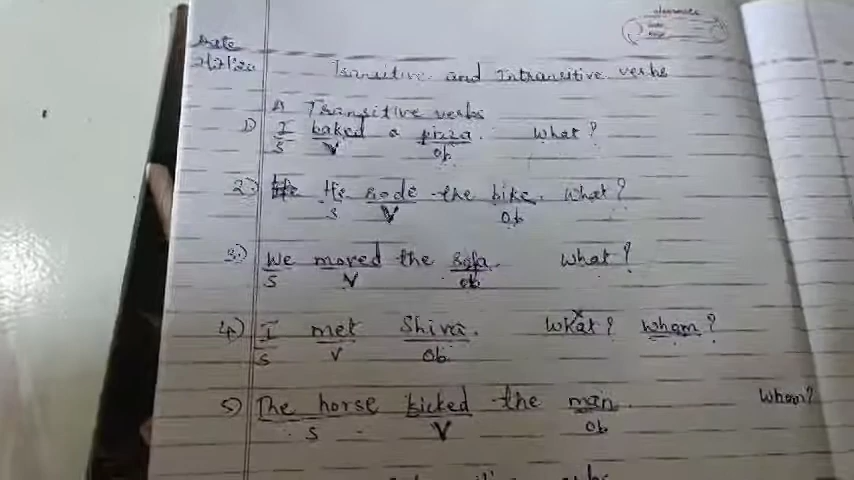 Date
Transitive and Intransitive verbs
A Transitive verbs
1) I baked a pizza. What?
S V Ob
2) He rode the bike. What?
S V Ob
3) We moved the sofa. What?
S V Ob
4) I met Shiva. What? Whom?
S V Ob
5) The horse kicked the man. Whom?
S V Ob